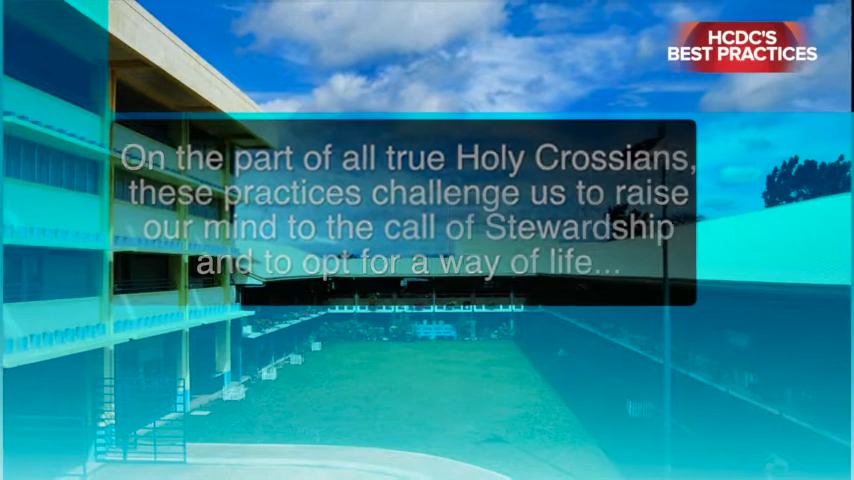 HCDC'S
BEST PRACTICES
On the part of all true Holy Crossians,
these practices challenge us to raise
our mind to the call of Stewardship
and to opt for a way of life...